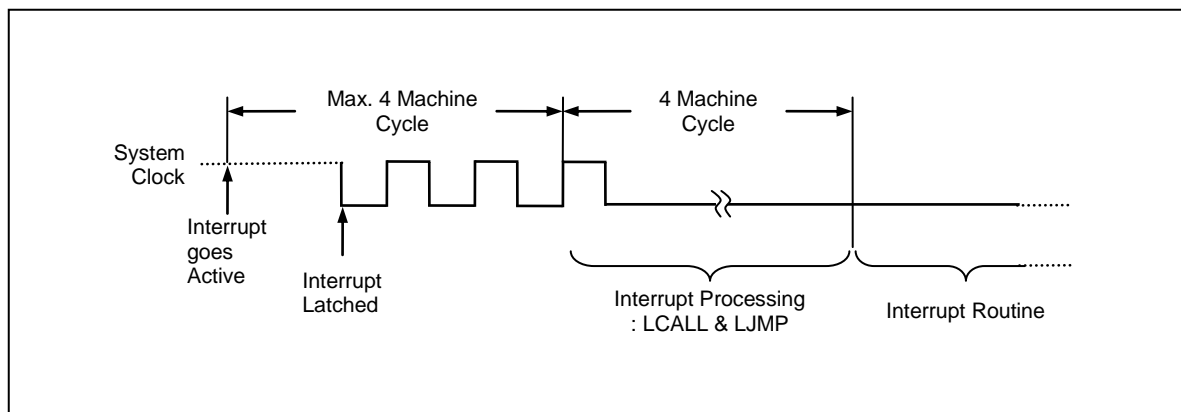 Max. 4 Machine
Cycle
4 Machine
Cycle
System
Clock
Interrupt
goes
Active
Interrupt
Latched
Interrupt Processing
: LCALL & LJMP
Interrupt Routine